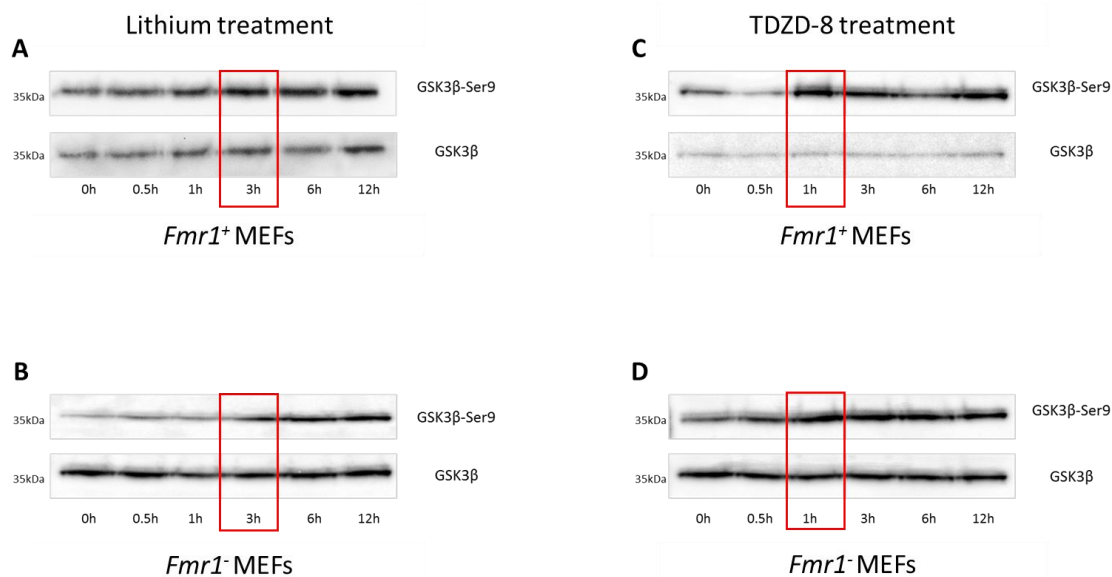 Lithium treatment
A
35kDa GSK3β-Ser9
35kDa GSK3β
0h 0.5h 1h 3h 6h 12h
Fmr1⁺ MEFs
B
35kDa GSK3β-Ser9
35kDa GSK3β
0h 0.5h 1h 3h 6h 12h
Fmr1⁻ MEFs
TDZD-8 treatment
C
35kDa GSK3β-Ser9
35kDa GSK3β
0h 0.5h 1h 3h 6h 12h
Fmr1⁺ MEFs
D
35kDa GSK3β-Ser9
35kDa GSK3β
0h 0.5h 1h 3h 6h 12h
Fmr1⁻ MEFs